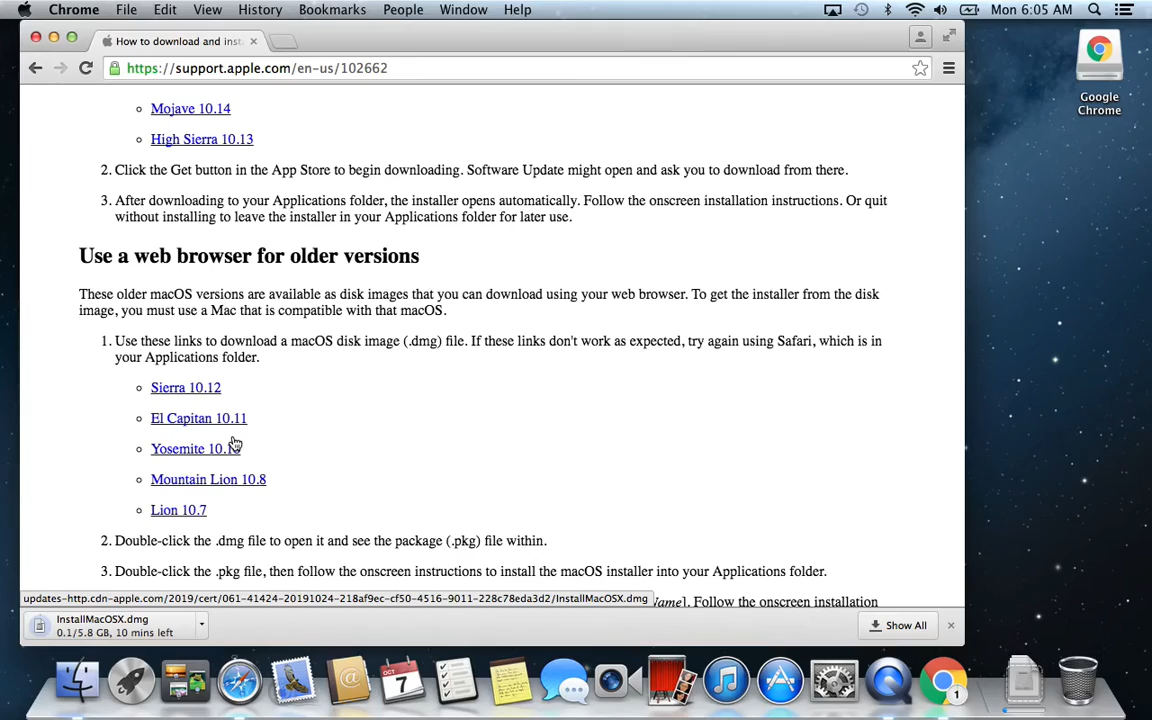 Chrome File Edit View History Bookmarks People Window Help Mon 6:05 AM
How to download and inst
https://support.apple.com/en-us/102662
Google
Chrome
◦ Mojave 10.14
◦ High Sierra 10.13
2. Click the Get button in the App Store to begin downloading. Software Update might open and ask you to download from there.
3. After downloading to your Applications folder, the installer opens automatically. Follow the onscreen installation instructions. Or quit
without installing to leave the installer in your Applications folder for later use.
Use a web browser for older versions
These older macOS versions are available as disk images that you can download using your web browser. To get the installer from the disk
image, you must use a Mac that is compatible with that macOS.
1. Use these links to download a macOS disk image (.dmg) file. If these links don't work as expected, try again using Safari, which is in
your Applications folder.
◦ Sierra 10.12
◦ El Capitan 10.11
◦ Yosemite
◦ Mountain Lion 10.8
◦ Lion 10.7
2. Double-click the .dmg file to open it and see the package (.pkg) file within.
3. Double-click the .pkg file, then follow the onscreen instructions to install the macOS installer into your Applications folder.
updates-http.cdn-apple.com/2019/cert/061-41424-20191024-218af9ec-cf50-4516-9011-228c78eda3d2/InstallMacOSX.dmg
Name]. Follow the onscreen installation
InstallMacOSX.dmg
0.1/5.8 GB, 10 mins left
Show All
OCT
7
1